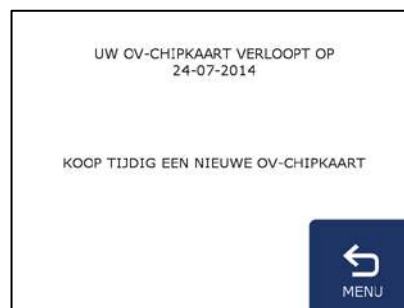 UW OV-CHIPKAART VERLOOPT OP
24-07-2014
KOOP TIJDIG EEN NIEUWE OV-CHIPKAART
MENU